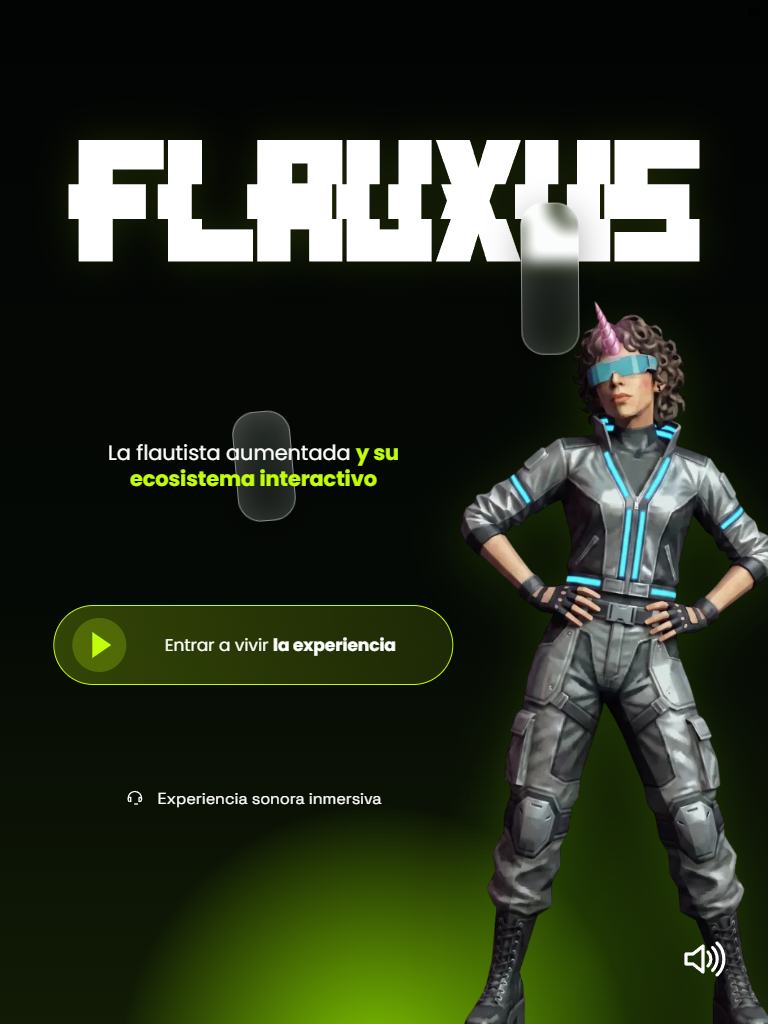 FLAUXUS
La flautista aumentada y su
ecosistema interactivo
Entrar a vivir la experiencia
Experiencia sonora inmersiva